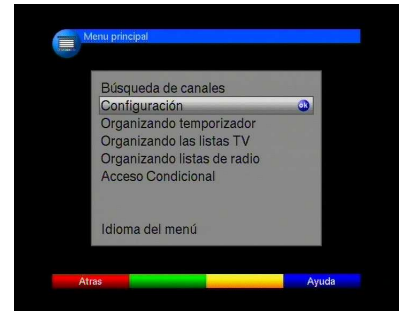 Menu principal
Búsqueda de canales
Configuración ok
Organizando temporizador
Organizando las listas TV
Organizando listas de radio
Acceso Condicional
Idioma del menú
Atras Ayuda